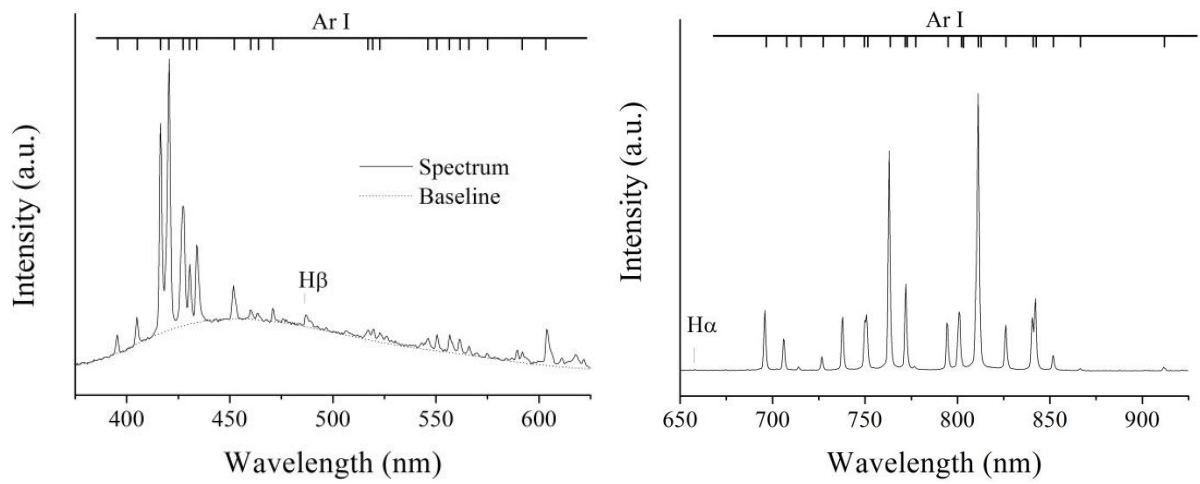 Ar I
Intensity (a.u.)
Spectrum
Baseline
Hβ
400 450 500 550 600
Wavelength (nm)
Ar I
Intensity (a.u.)
Hα
650 700 750 800 850 900
Wavelength (nm)